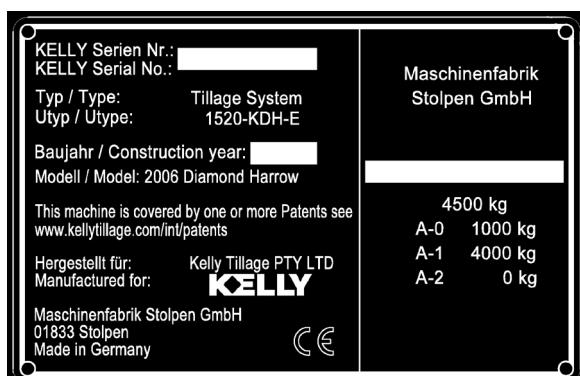 KELLY Serien Nr.:
KELLY Serial No.:
Typ / Type: Tillage System
Utyp / Utype: 1520-KDH-E
Baujahr / Construction year:
Modell / Model: 2006 Diamond Harrow
This machine is covered by one or more Patents see
www.kellytillage.com/int/patents
Hergestellt für: Kelly Tillage PTY LTD
Manufactured for: KELLY
Maschinenfabrik Stolpen GmbH
01833 Stolpen
Made in Germany
CE
Maschinenfabrik
Stolpen GmbH
4500 kg
A-0 1000 kg
A-1 4000 kg
A-2 0 kg